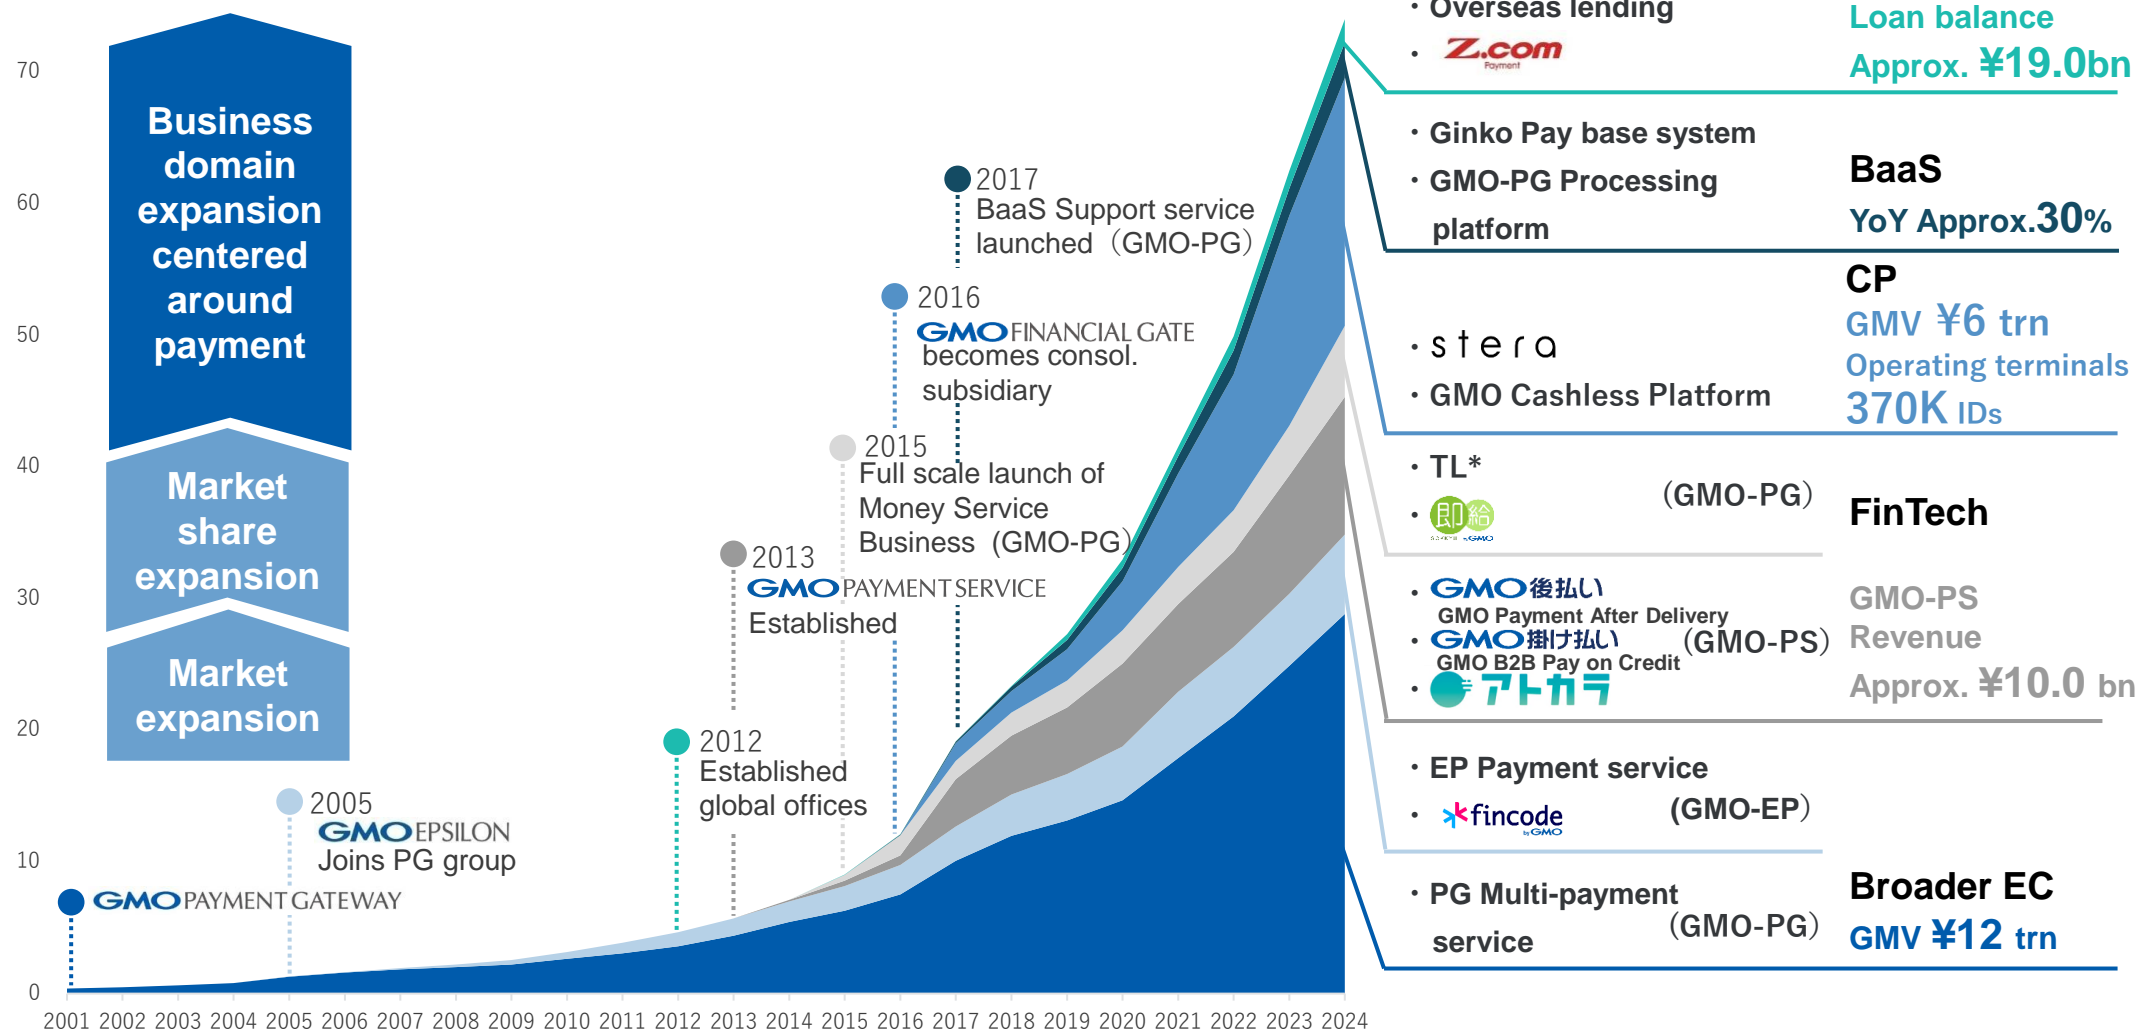 70
60
50
40
30
20
10
0
Business
domain
expansion
centered
around
payment
Market
share
expansion
Market
expansion
GMO PAYMENT GATEWAY
2005
GMO EPSILON
Joins PG group
2012
Established
global offices
2013
GMO PAYMENT SERVICE
Established
2015
Full scale launch of
Money Service
Business (GMO-PG)
2016
GMO FINANCIAL GATE
becomes consol.
subsidiary
2017
BaaS Support service
launched（GMO-PG）
2001 2002 2003 2004 2005 2006 2007 2008 2009 2010 2011 2012 2013 2014 2015 2016 2017 2018 2019 2020 2021 2022 2023 2024
・Overseas lending
・Z.com
Payment
Loan balance
Approx. ¥19.0bn
・Ginko Pay base system
・GMO-PG Processing
platform
BaaS
YoY Approx.30%
・stera
・GMO Cashless Platform
CP
GMV ¥6 trn
Operating terminals
370K IDs
・TL*
・即給
by GMO
（GMO-PG）
FinTech
・GMO後払い
GMO Payment After Delivery
・GMO掛け払い
GMO B2B Pay on Credit
・アトカラ
（GMO-PS）
GMO-PS
Revenue
Approx. ¥10.0 bn
・EP Payment service
・fincode
by GMO
(GMO-EP）
・PG Multi-payment
service
（GMO-PG）
Broader EC
GMV ¥12 trn